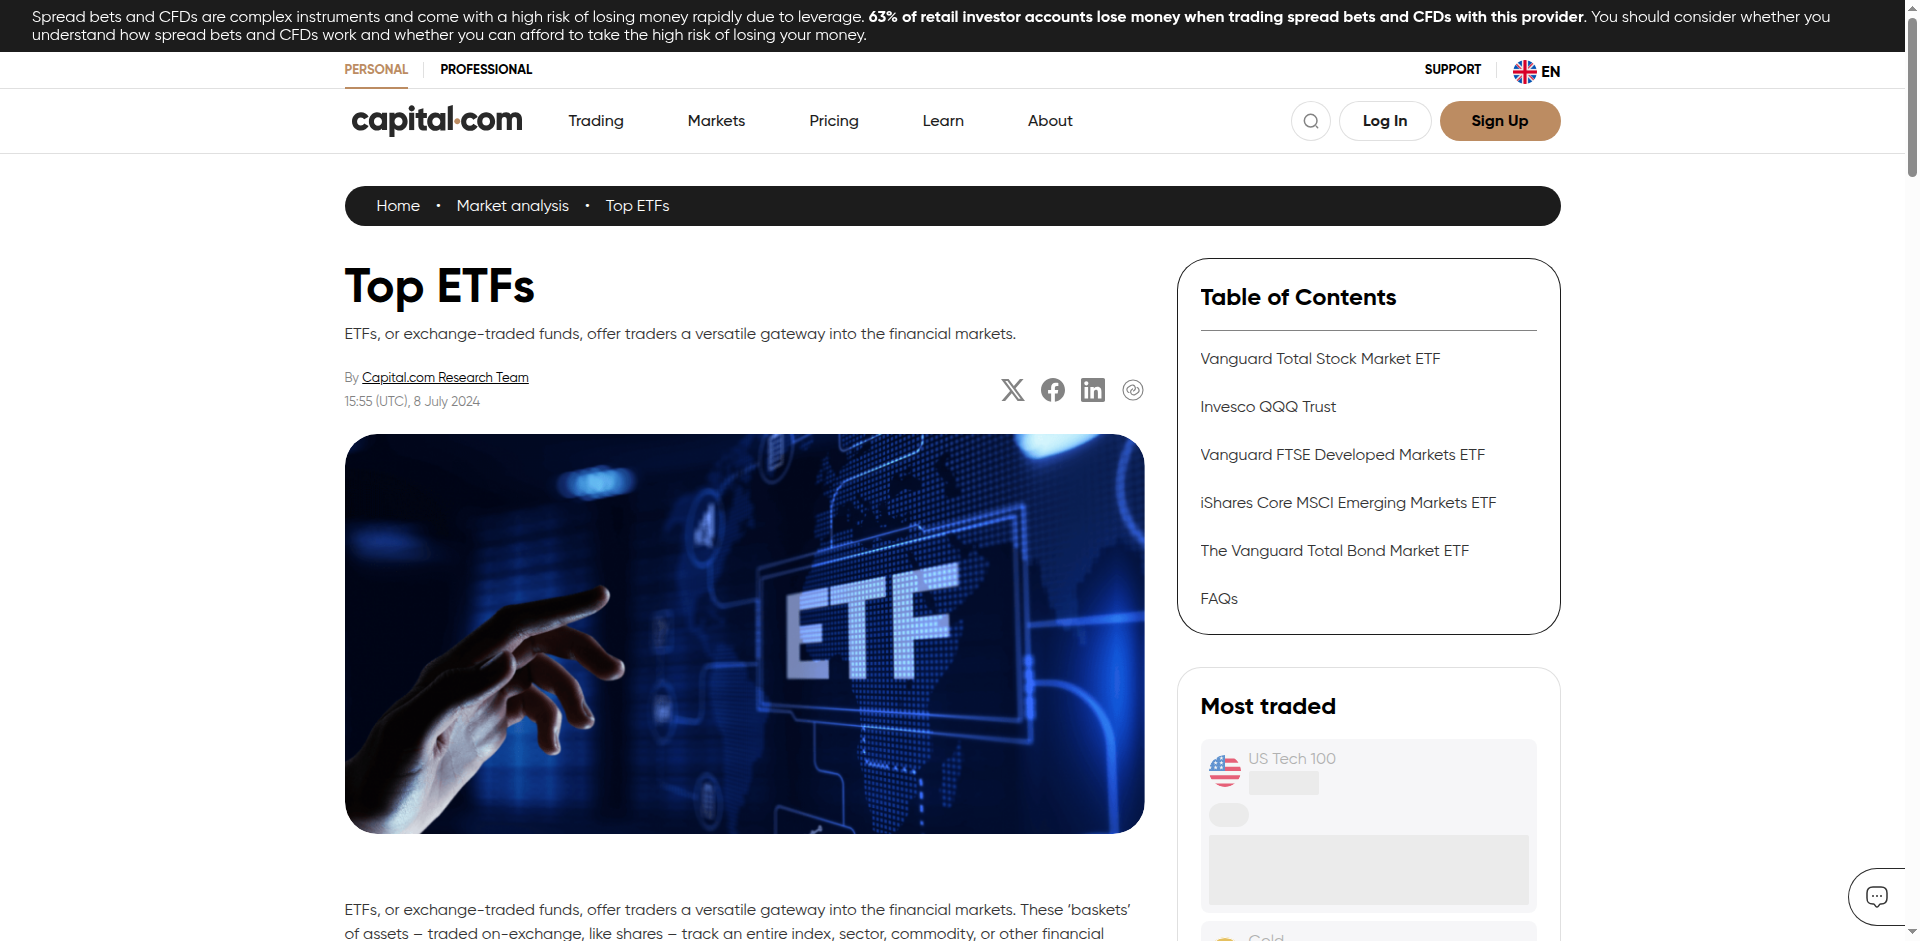 Spread bets and CFDs are complex instruments and come with a high risk of losing money rapidly due to leverage. 63% of retail investor accounts lose money when trading spread bets and CFDs with this provider. You should consider whether you
understand how spread bets and CFDs work and whether you can afford to take the high risk of losing your money.
PERSONAL PROFESSIONAL SUPPORT EN
capital.com Trading Markets Pricing Learn About Log In Sign Up
Home • Market analysis • Top ETFs
Top ETFs
ETFs, or exchange-traded funds, offer traders a versatile gateway into the financial markets.
By Capital.com Research Team
15:55 (UTC), 8 July 2024
ETF
ETFs, or exchange-traded funds, offer traders a versatile gateway into the financial markets. These ‘baskets’
of assets – traded on-exchange, like shares – track an entire index, sector, commodity, or other financial
Table of Contents
Vanguard Total Stock Market ETF
Invesco QQQ Trust
Vanguard FTSE Developed Markets ETF
iShares Core MSCI Emerging Markets ETF
The Vanguard Total Bond Market ETF
FAQs
Most traded
US Tech 100
Gold